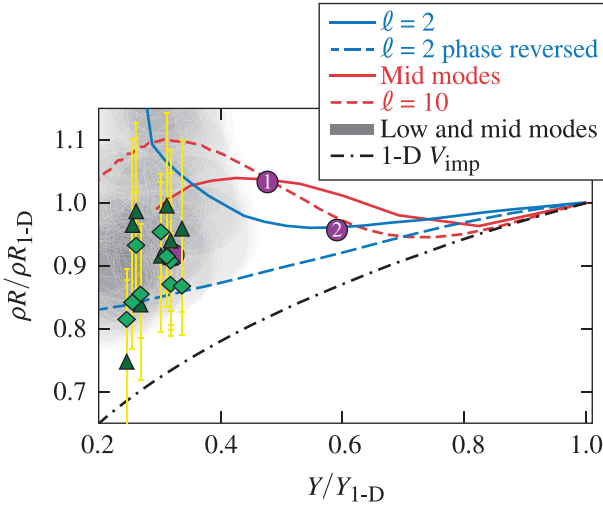 ℓ = 2
ℓ = 2 phase reversed
Mid modes
ℓ = 10
Low and mid modes
1-D V_imp
1.1
1.0
0.9
0.8
0.7
ρR/ρR_1-D
1
2
0.2 0.4 0.6 0.8 1.0
Y/Y_1-D